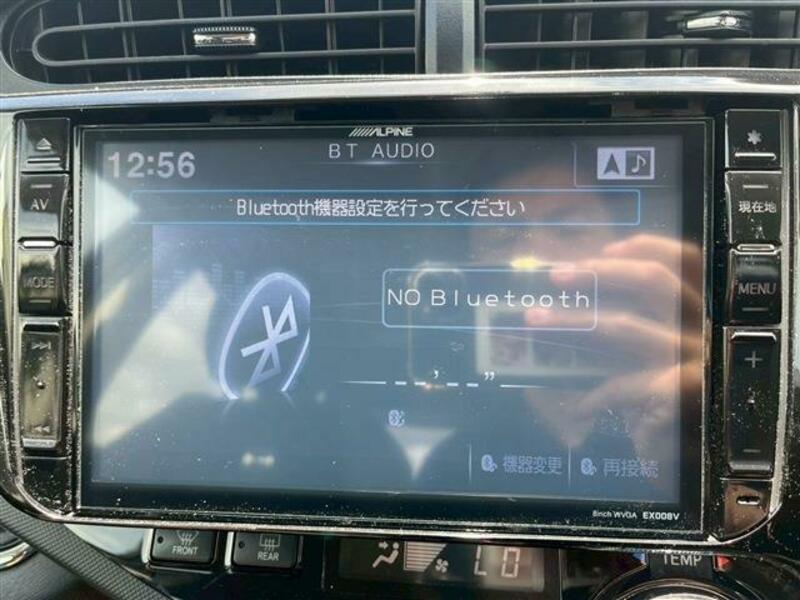 ALPINE
BT AUDIO
12:56
Bluetooth機器設定を行ってください
AV
現在地
NO Bluetooth
MODE
MENU
機器変更
再接続
8inch WVGA EX008V
FRONT
REAR
LO
TEMP